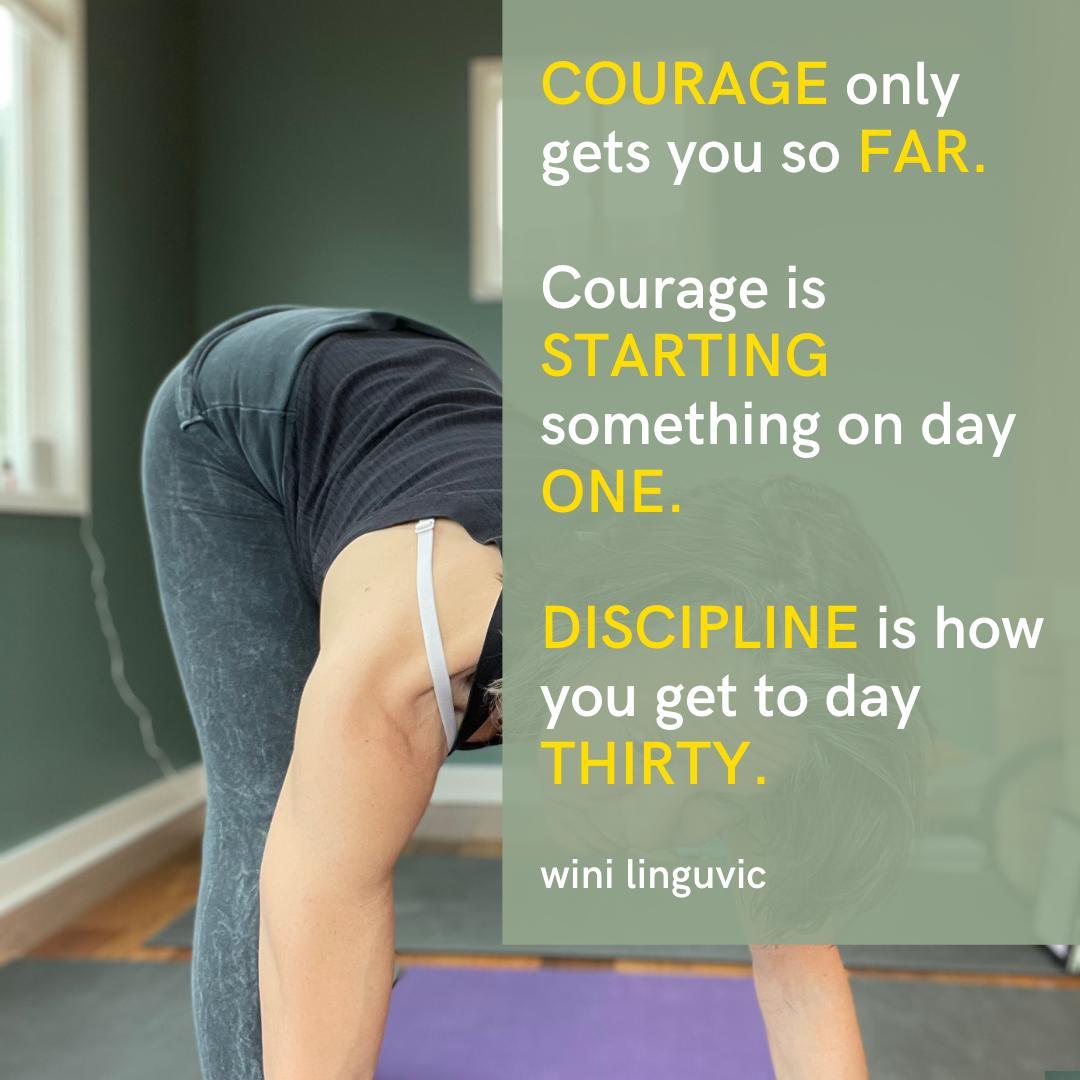 COURAGE only
gets you so FAR.
Courage is
STARTING
something on day
ONE.
DISCIPLINE is how
you get to day
THIRTY.
wini linguvic